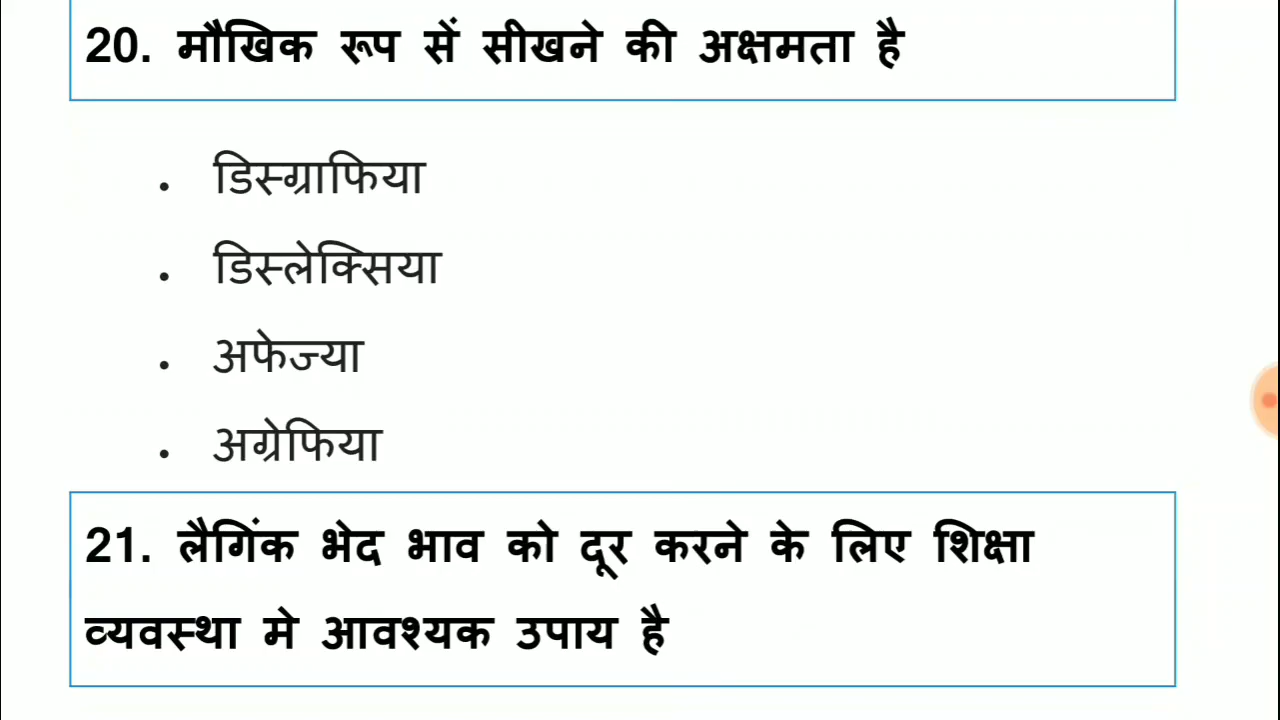 20. मौखिक रूप सें सीखने की अक्षमता है
• डिस्ग्राफिया
• डिस्लेक्सिया
• अफेज्या
• अग्रेफिया
21. लैगिंक भेद भाव को दूर करने के लिए शिक्षा
व्यवस्था मे आवश्यक उपाय है